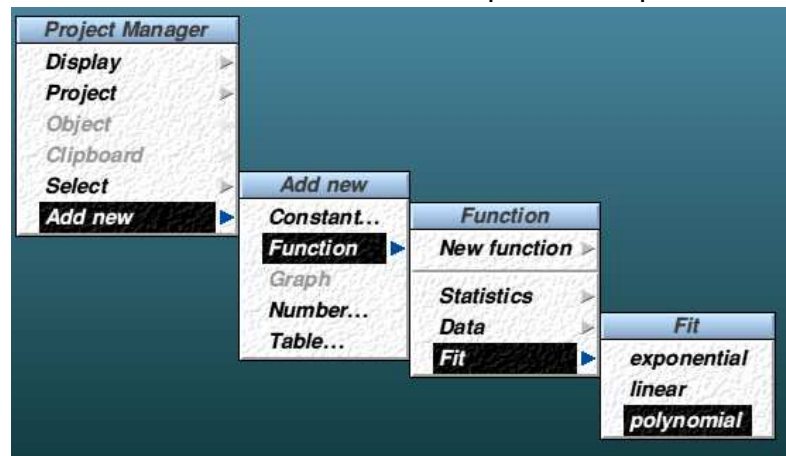 Project Manager
Display
Project
Object
Clipboard
Select
Add new
Add new
Constant...
Function
Graph
Number...
Table...
Function
New function
Statistics
Data
Fit
Fit
exponential
linear
polynomial